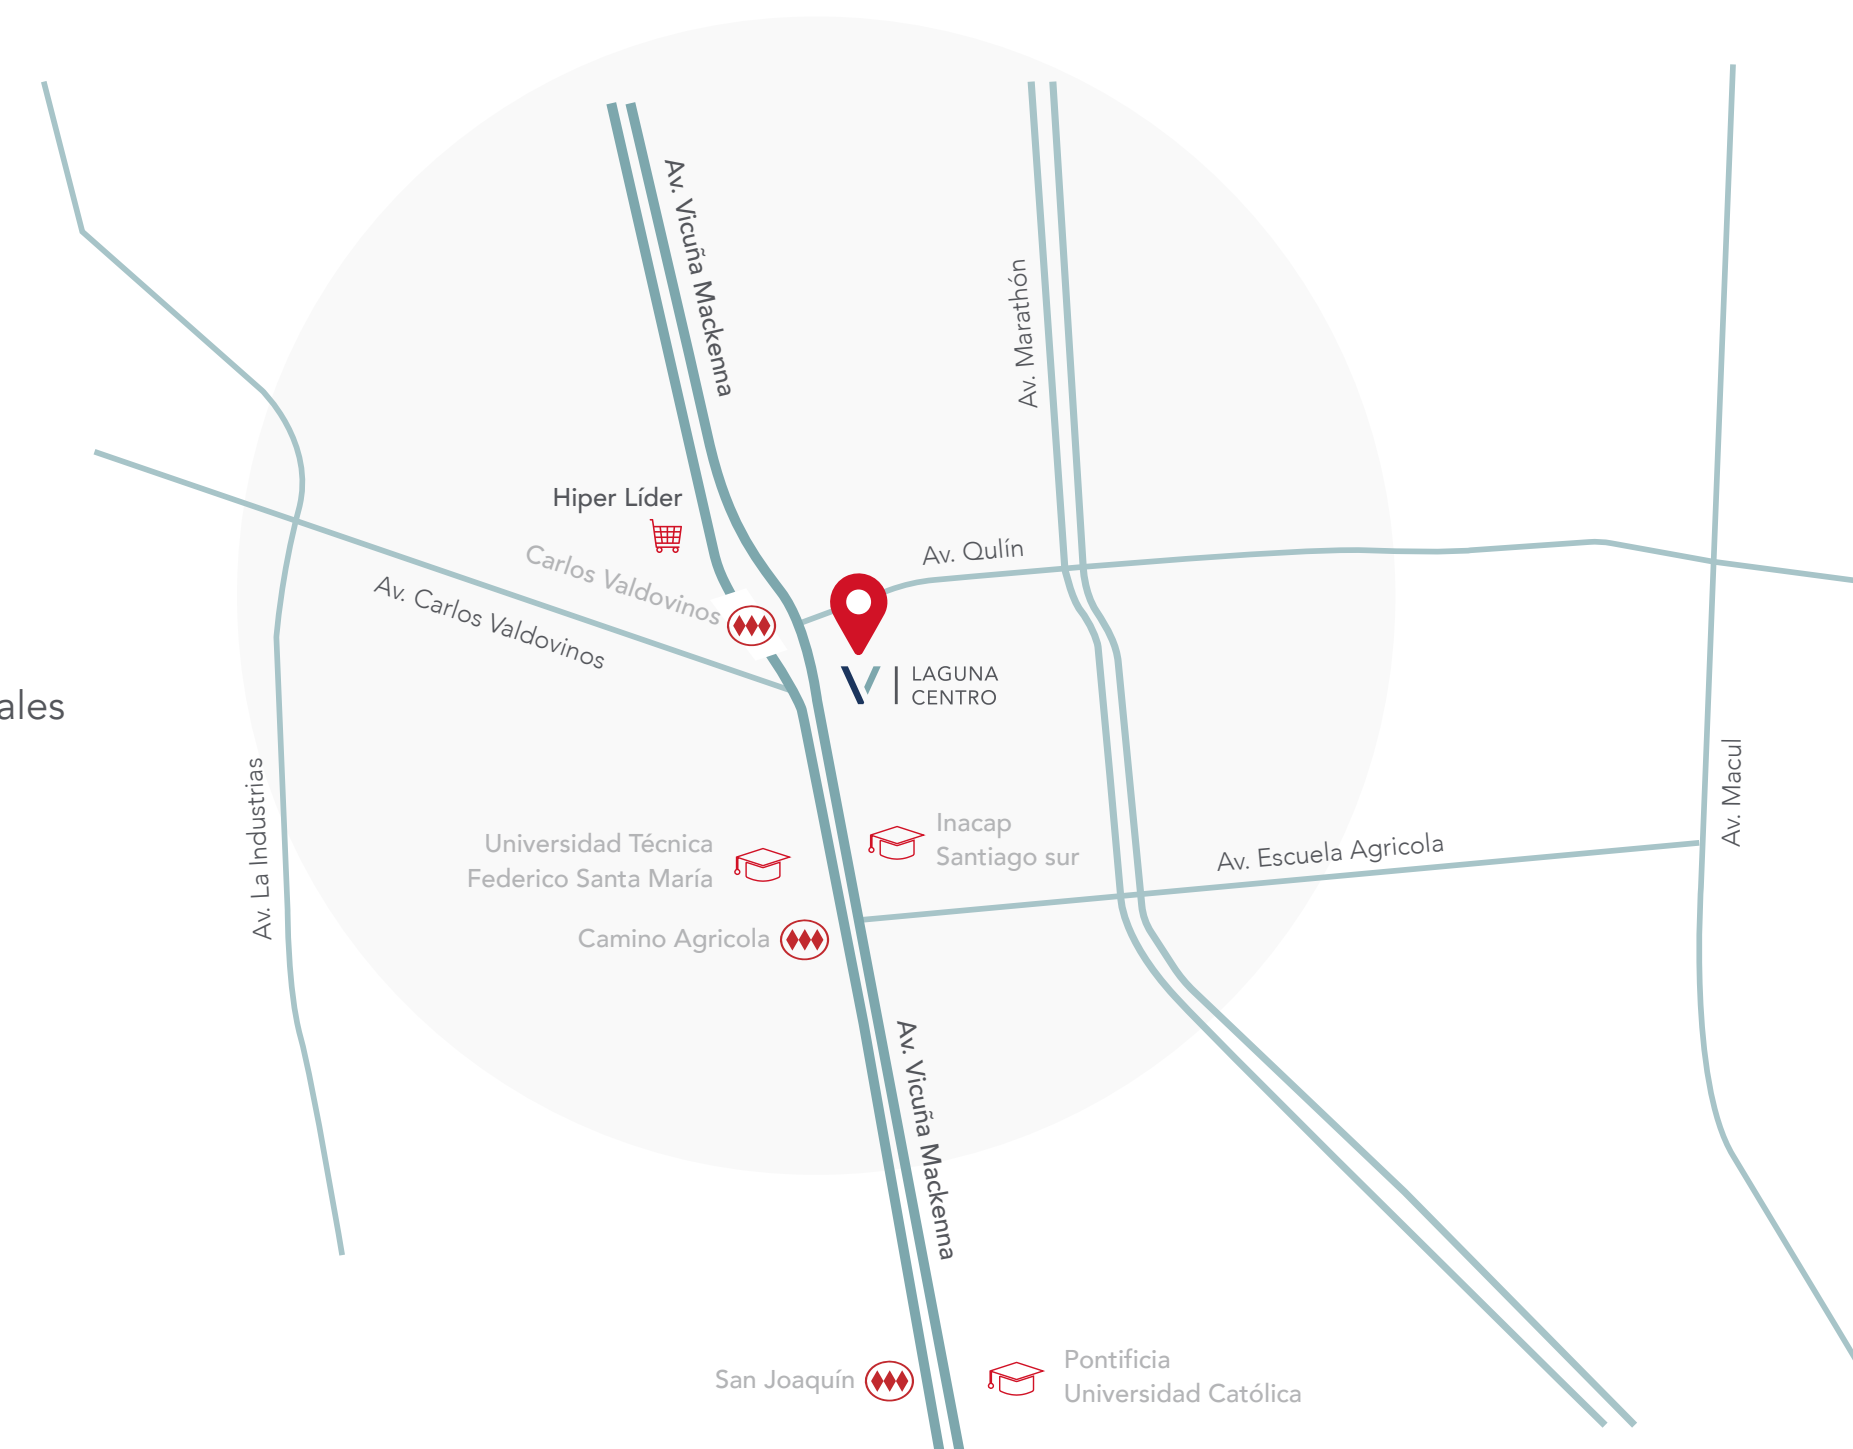 Av. Vicuña Mackenna
Av. Marathón
Hiper Líder
Carlos Valdovinos
Av. Qulín
Av. Carlos Valdovinos
LAGUNA
CENTRO
ales
Av. La Industrias
Av. Macul
Universidad Técnica
Federico Santa María
Inacap
Santiago sur
Av. Escuela Agricola
Camino Agricola
Av. Vicuña Mackenna
San Joaquín
Pontificia
Universidad Católica